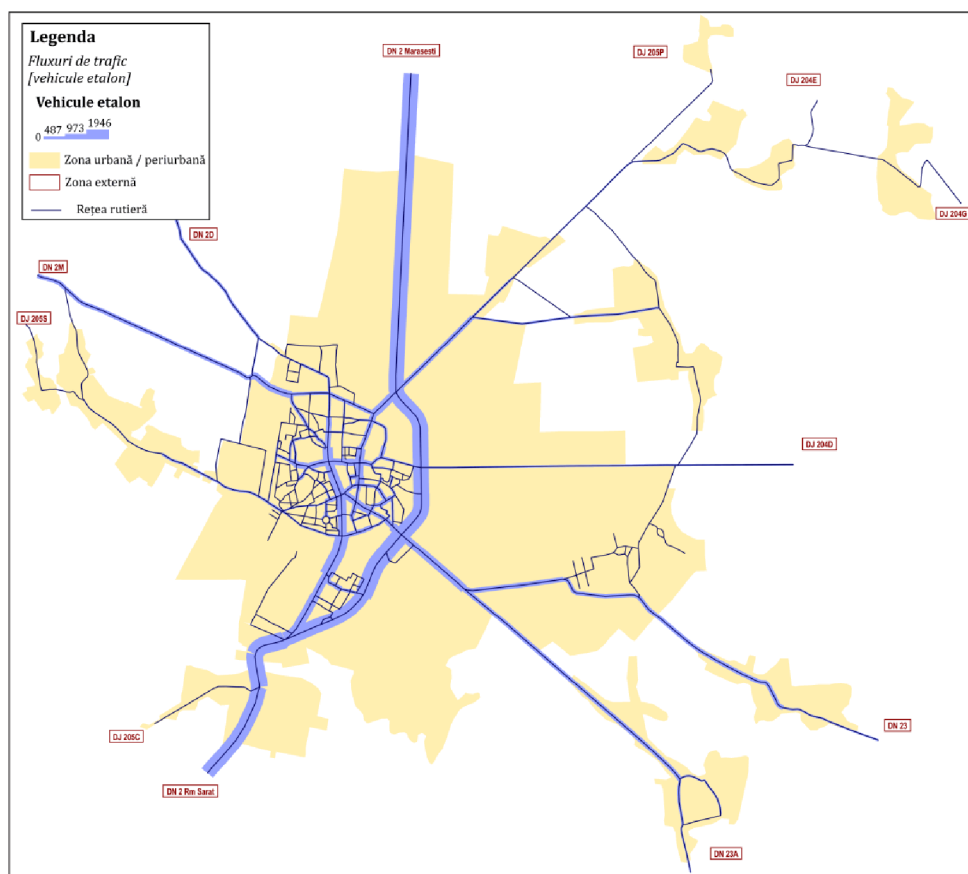 Legenda
Fluxuri de trafic
[vehicule etalon]
Vehicule etalon
0 487 973 1946
Zona urbană / periurbană
Zona externă
Rețea rutieră
DN 2 Marasesti
DJ 205P
DJ 204E
DJ 204G
DN 2D
DN 2M
DJ 205S
DJ 204D
DN 23
DJ 205C
DN 2 Rm Sarat
DN 23A